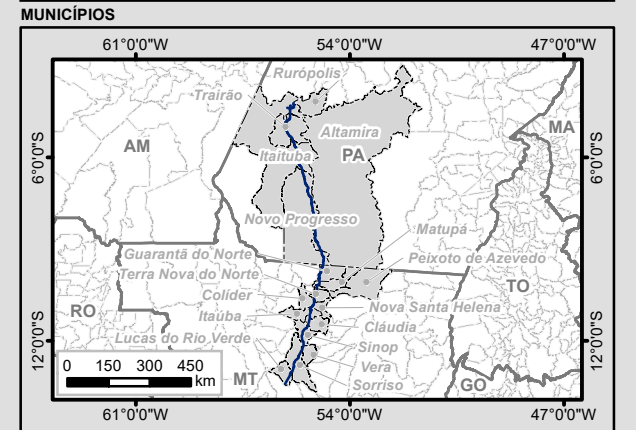 MUNICÍPIOS
61°0'0"W 54°0'0"W 47°0'0"W
Rurópolis
Trairão
MA
Altamira
AM
6°0'0"S 6°0'0"S
Itaituba PA
Novo Progresso
Matupá
Guarantã do Norte
Peixoto de Azevedo
Terra Nova do Norte
TO
Colíder
Nova Santa Helena
RO
Itauba
Cláudia
Lucas do Rio Verde
Sinop
12°0'0"S 12°0'0"S
0 150 300 450
km
Vera
MT
Sorriso
GO
61°0'0"W 54°0'0"W 47°0'0"W